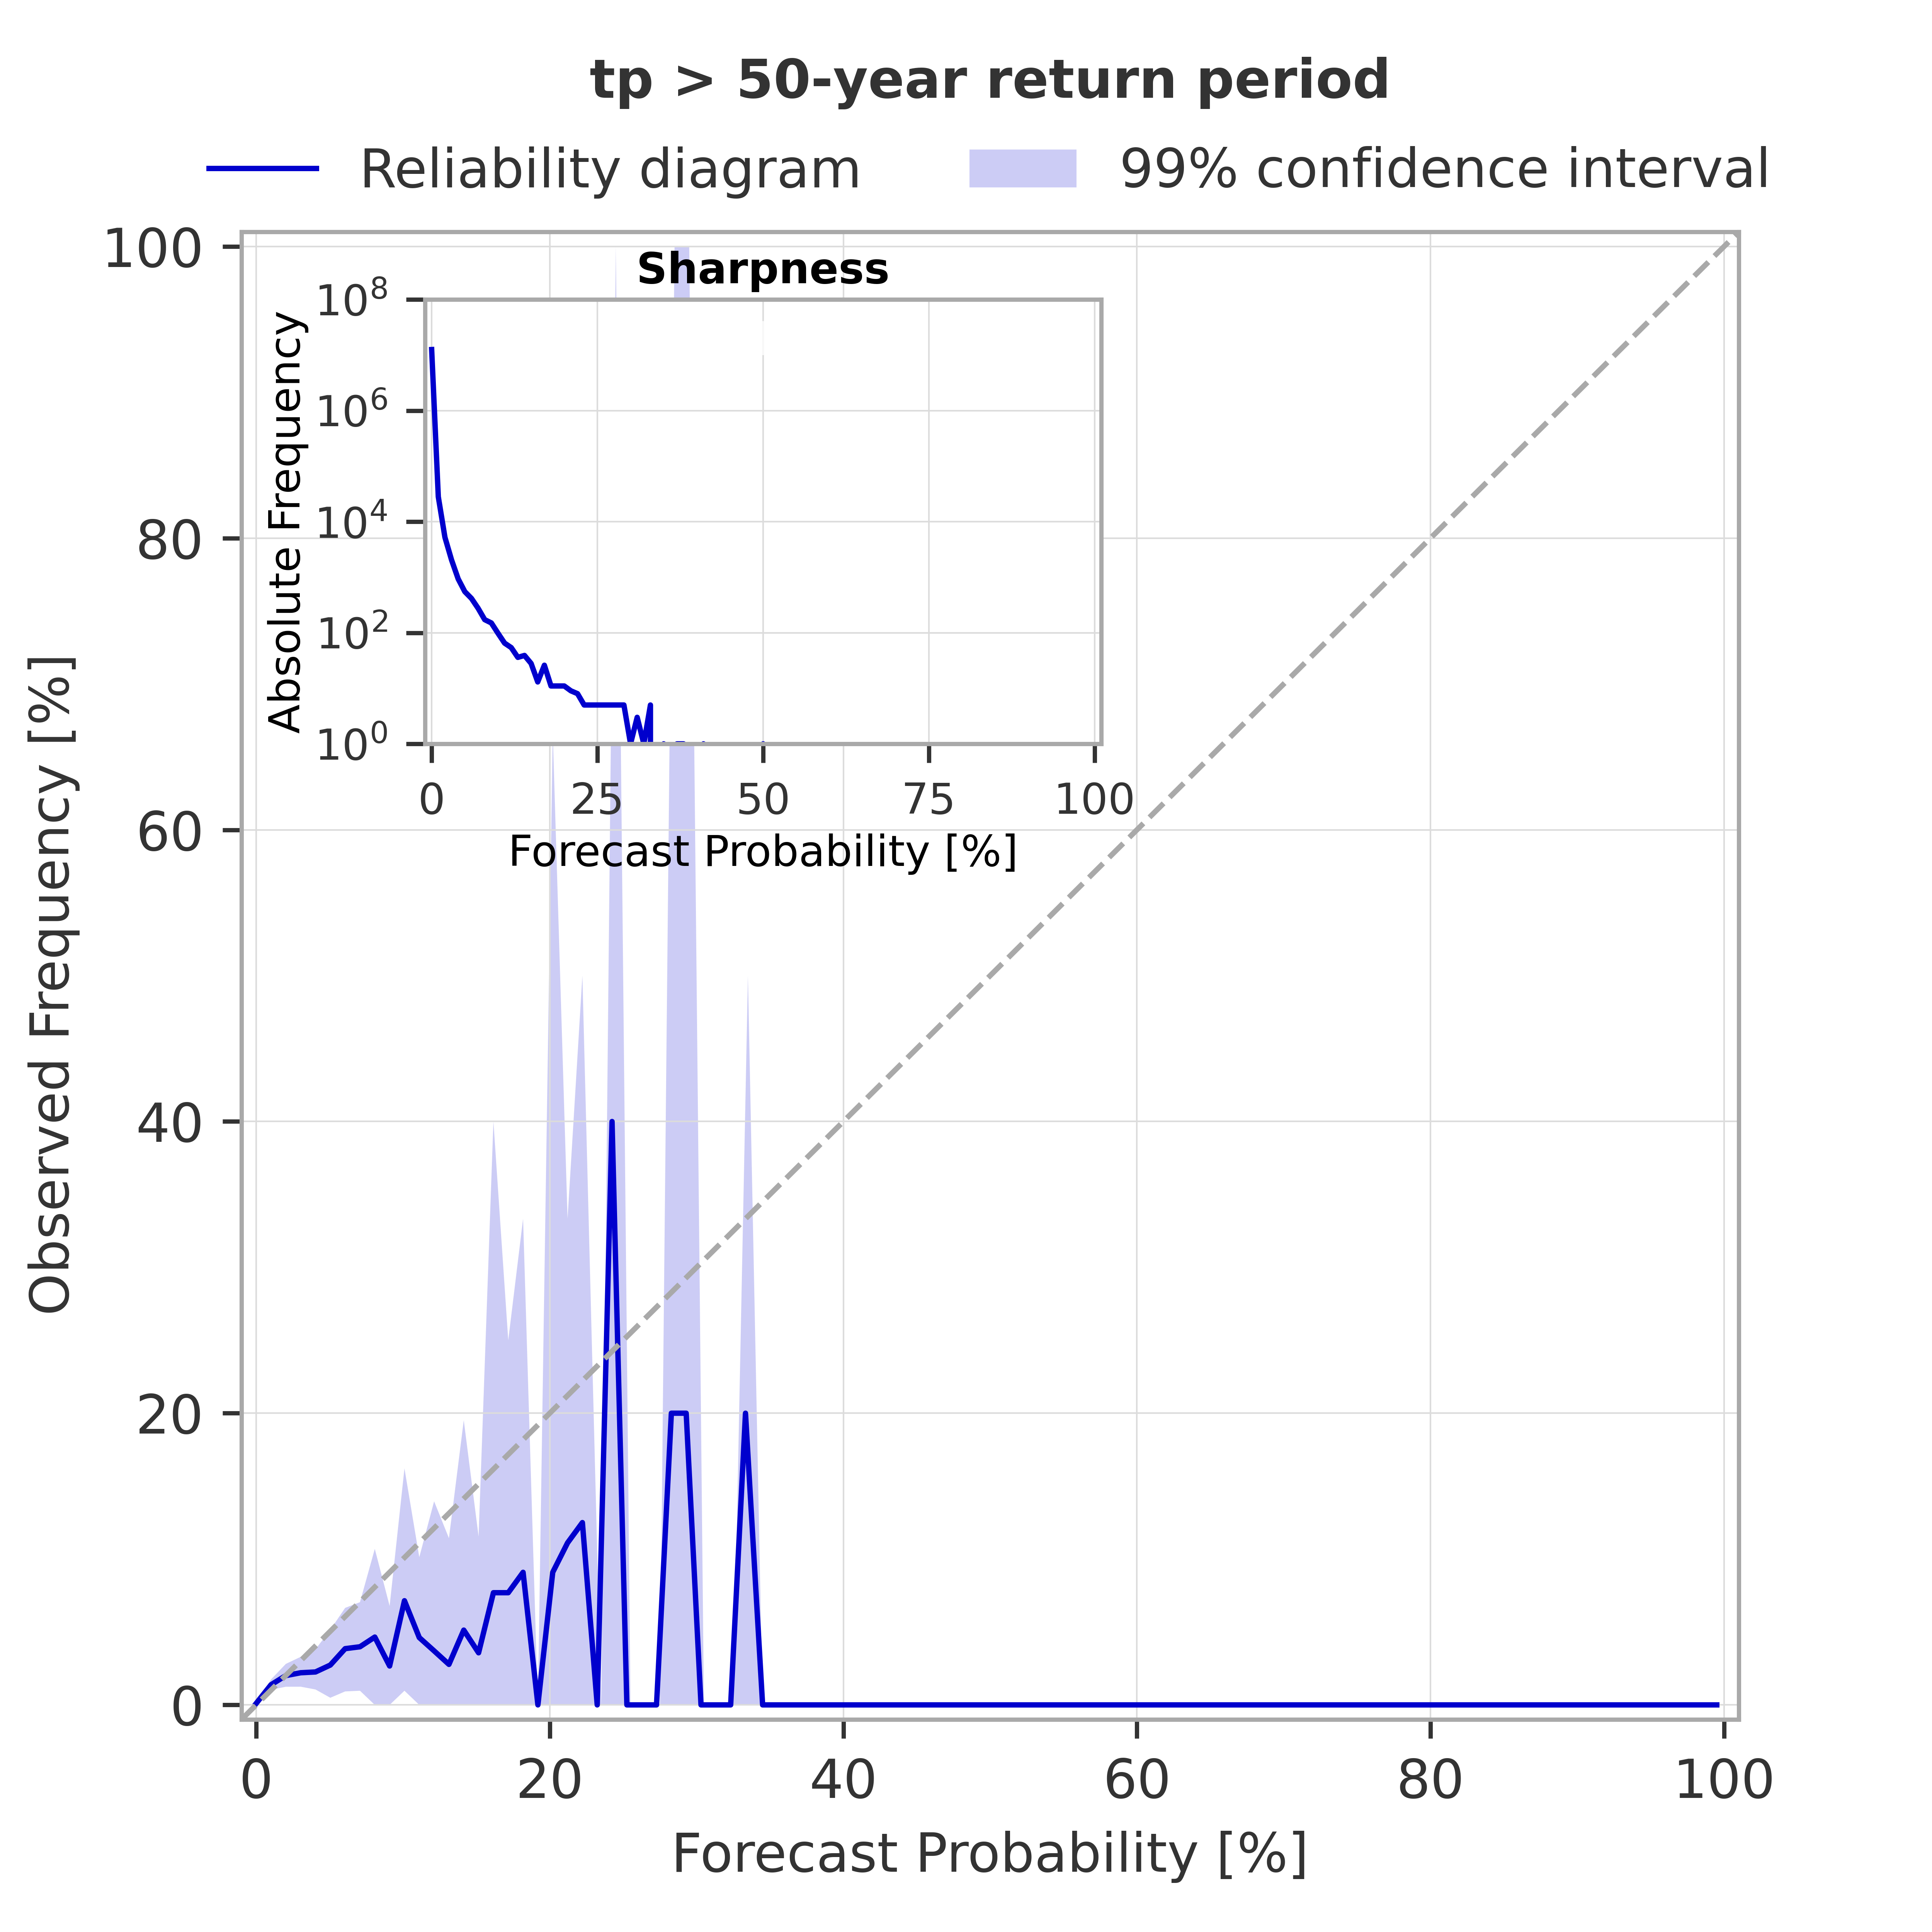 tp > 50-year return period
Reliability diagram
99% confidence interval
Sharpness
Absolute Frequency
10^8
10^6
10^4
10^2
10^0
0 25 50 75 100
Forecast Probability [%]
Observed Frequency [%]
100
80
60
40
20
0
0 20 40 60 80 100
Forecast Probability [%]